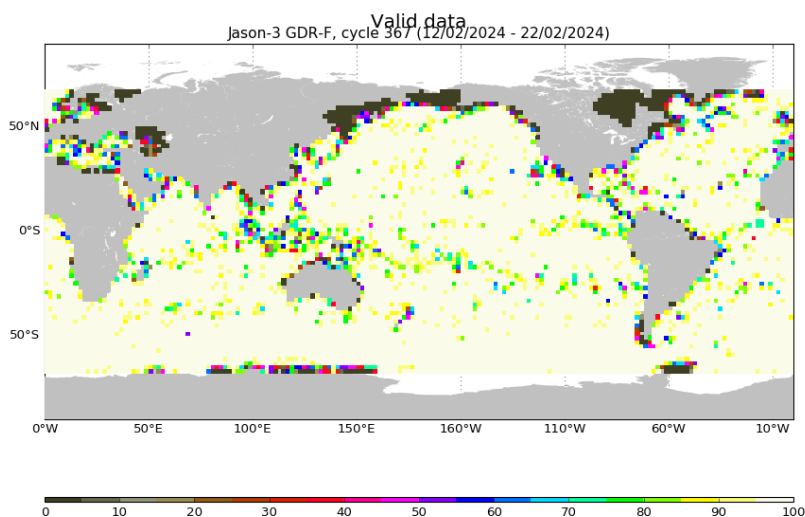 Valid data
Jason-3 GDR-F, cycle 367 (12/02/2024 - 22/02/2024)
50°N
0°S
50°S
0°W 50°E 100°E 150°E 160°W 110°W 60°W 10°W
0 10 20 30 40 50 60 70 80 90 100